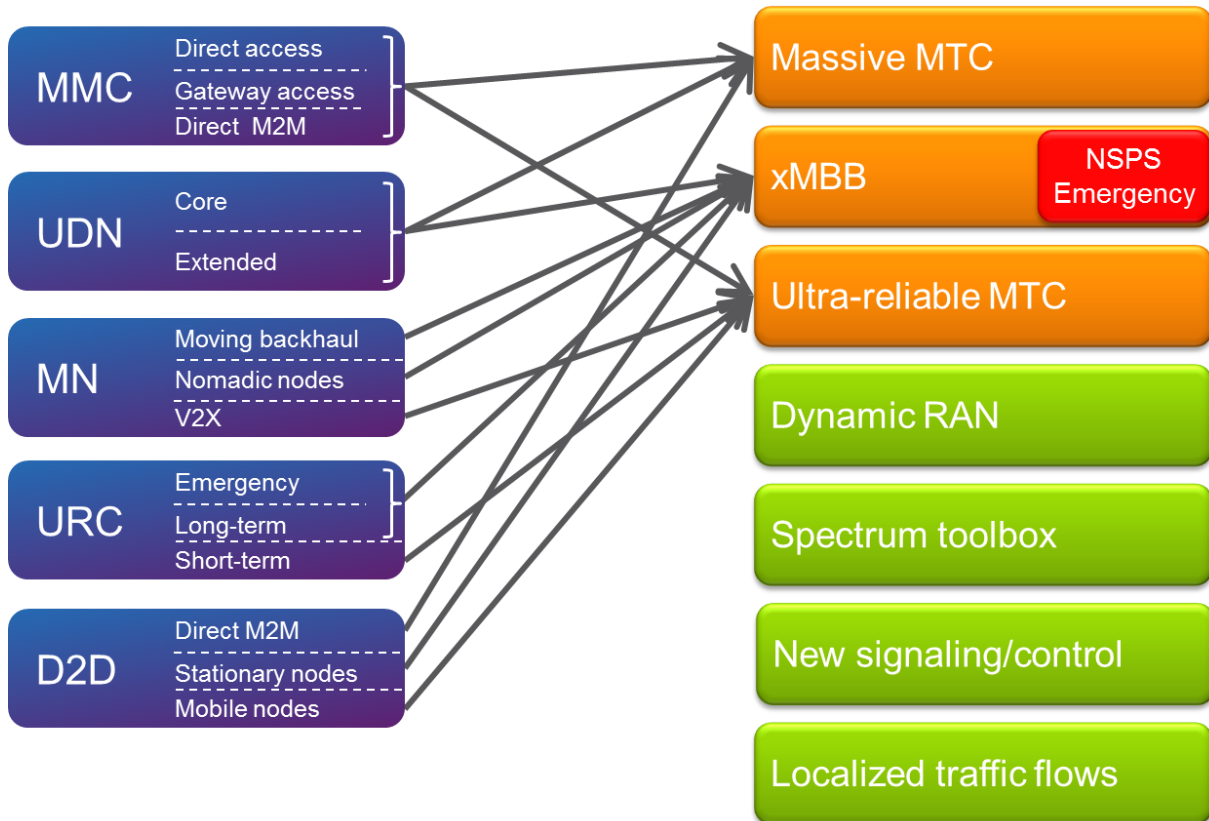 MMC
Direct access
Gateway access
Direct M2M
UDN
Core
Extended
MN
Moving backhaul
Nomadic nodes
V2X
URC
Emergency
Long-term
Short-term
D2D
Direct M2M
Stationary nodes
Mobile nodes
Massive MTC
xMBB
NSPS
Emergency
Ultra-reliable MTC
Dynamic RAN
Spectrum toolbox
New signaling/control
Localized traffic flows